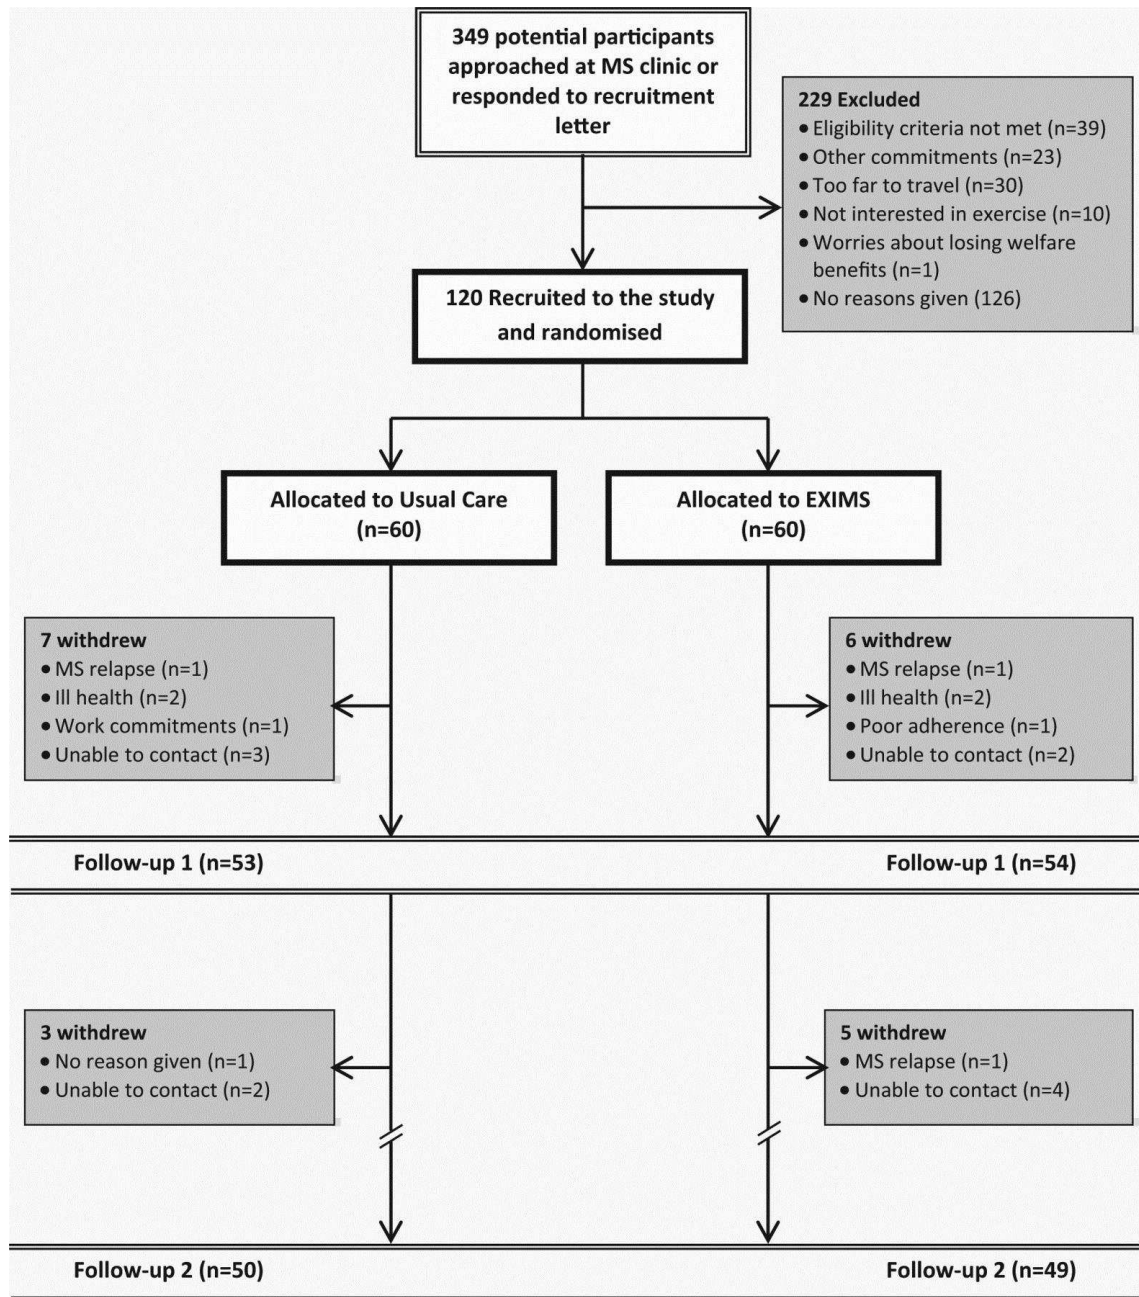 349 potential participants
approached at MS clinic or
responded to recruitment
letter
229 Excluded
• Eligibility criteria not met (n=39)
• Other commitments (n=23)
• Too far to travel (n=30)
• Not interested in exercise (n=10)
• Worries about losing welfare
benefits (n=1)
• No reasons given (126)
120 Recruited to the study
and randomised
Allocated to Usual Care
(n=60)
Allocated to EXIMS
(n=60)
7 withdrew
• MS relapse (n=1)
• Ill health (n=2)
• Work commitments (n=1)
• Unable to contact (n=3)
6 withdrew
• MS relapse (n=1)
• Ill health (n=2)
• Poor adherence (n=1)
• Unable to contact (n=2)
Follow-up 1 (n=53)
Follow-up 1 (n=54)
3 withdrew
• No reason given (n=1)
• Unable to contact (n=2)
5 withdrew
• MS relapse (n=1)
• Unable to contact (n=4)
Follow-up 2 (n=50)
Follow-up 2 (n=49)